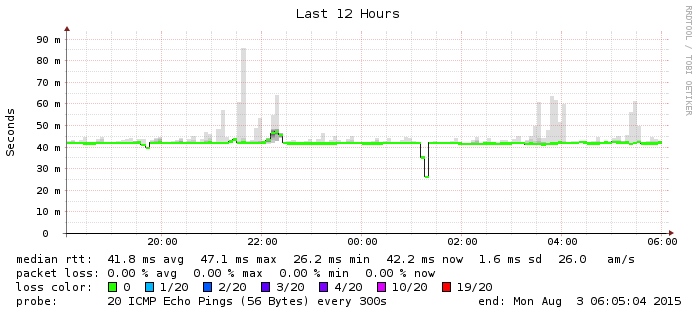 Last 12 Hours
RRDTOOL / TOBI OETIKER
Seconds
90 m
80 m
70 m
60 m
50 m
40 m
30 m
20 m
10 m
0
20:00 22:00 00:00 02:00 04:00 06:00
median rtt: 41.8 ms avg 47.1 ms max 26.2 ms min 42.2 ms now 1.6 ms sd 26.0 am/s
packet loss: 0.00 % avg 0.00 % max 0.00 % min 0.00 % now
loss color: 0 1/20 2/20 3/20 4/20 10/20 19/20
probe: 20 ICMP Echo Pings (56 Bytes) every 300s end: Mon Aug 3 06:05:04 2015